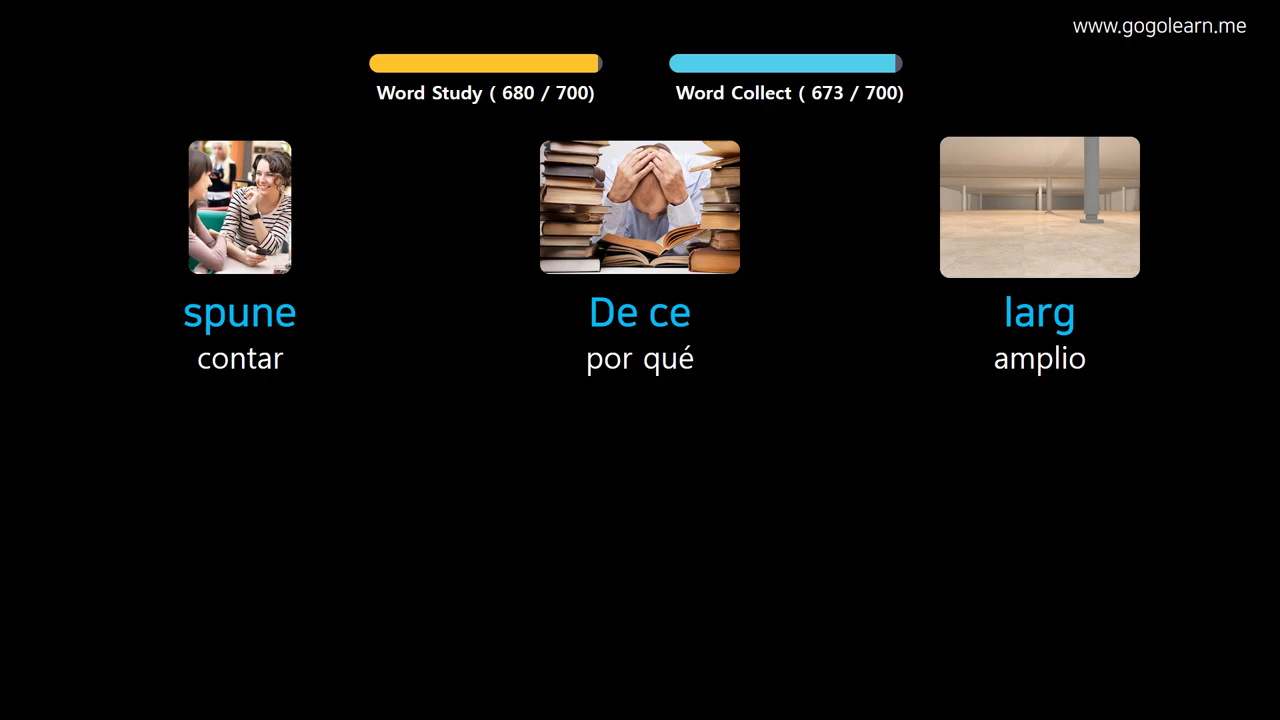 www.gogolearn.me
Word Study ( 680 / 700)
Word Collect ( 673 / 700)
spune
contar
De ce
por qué
larg
amplio